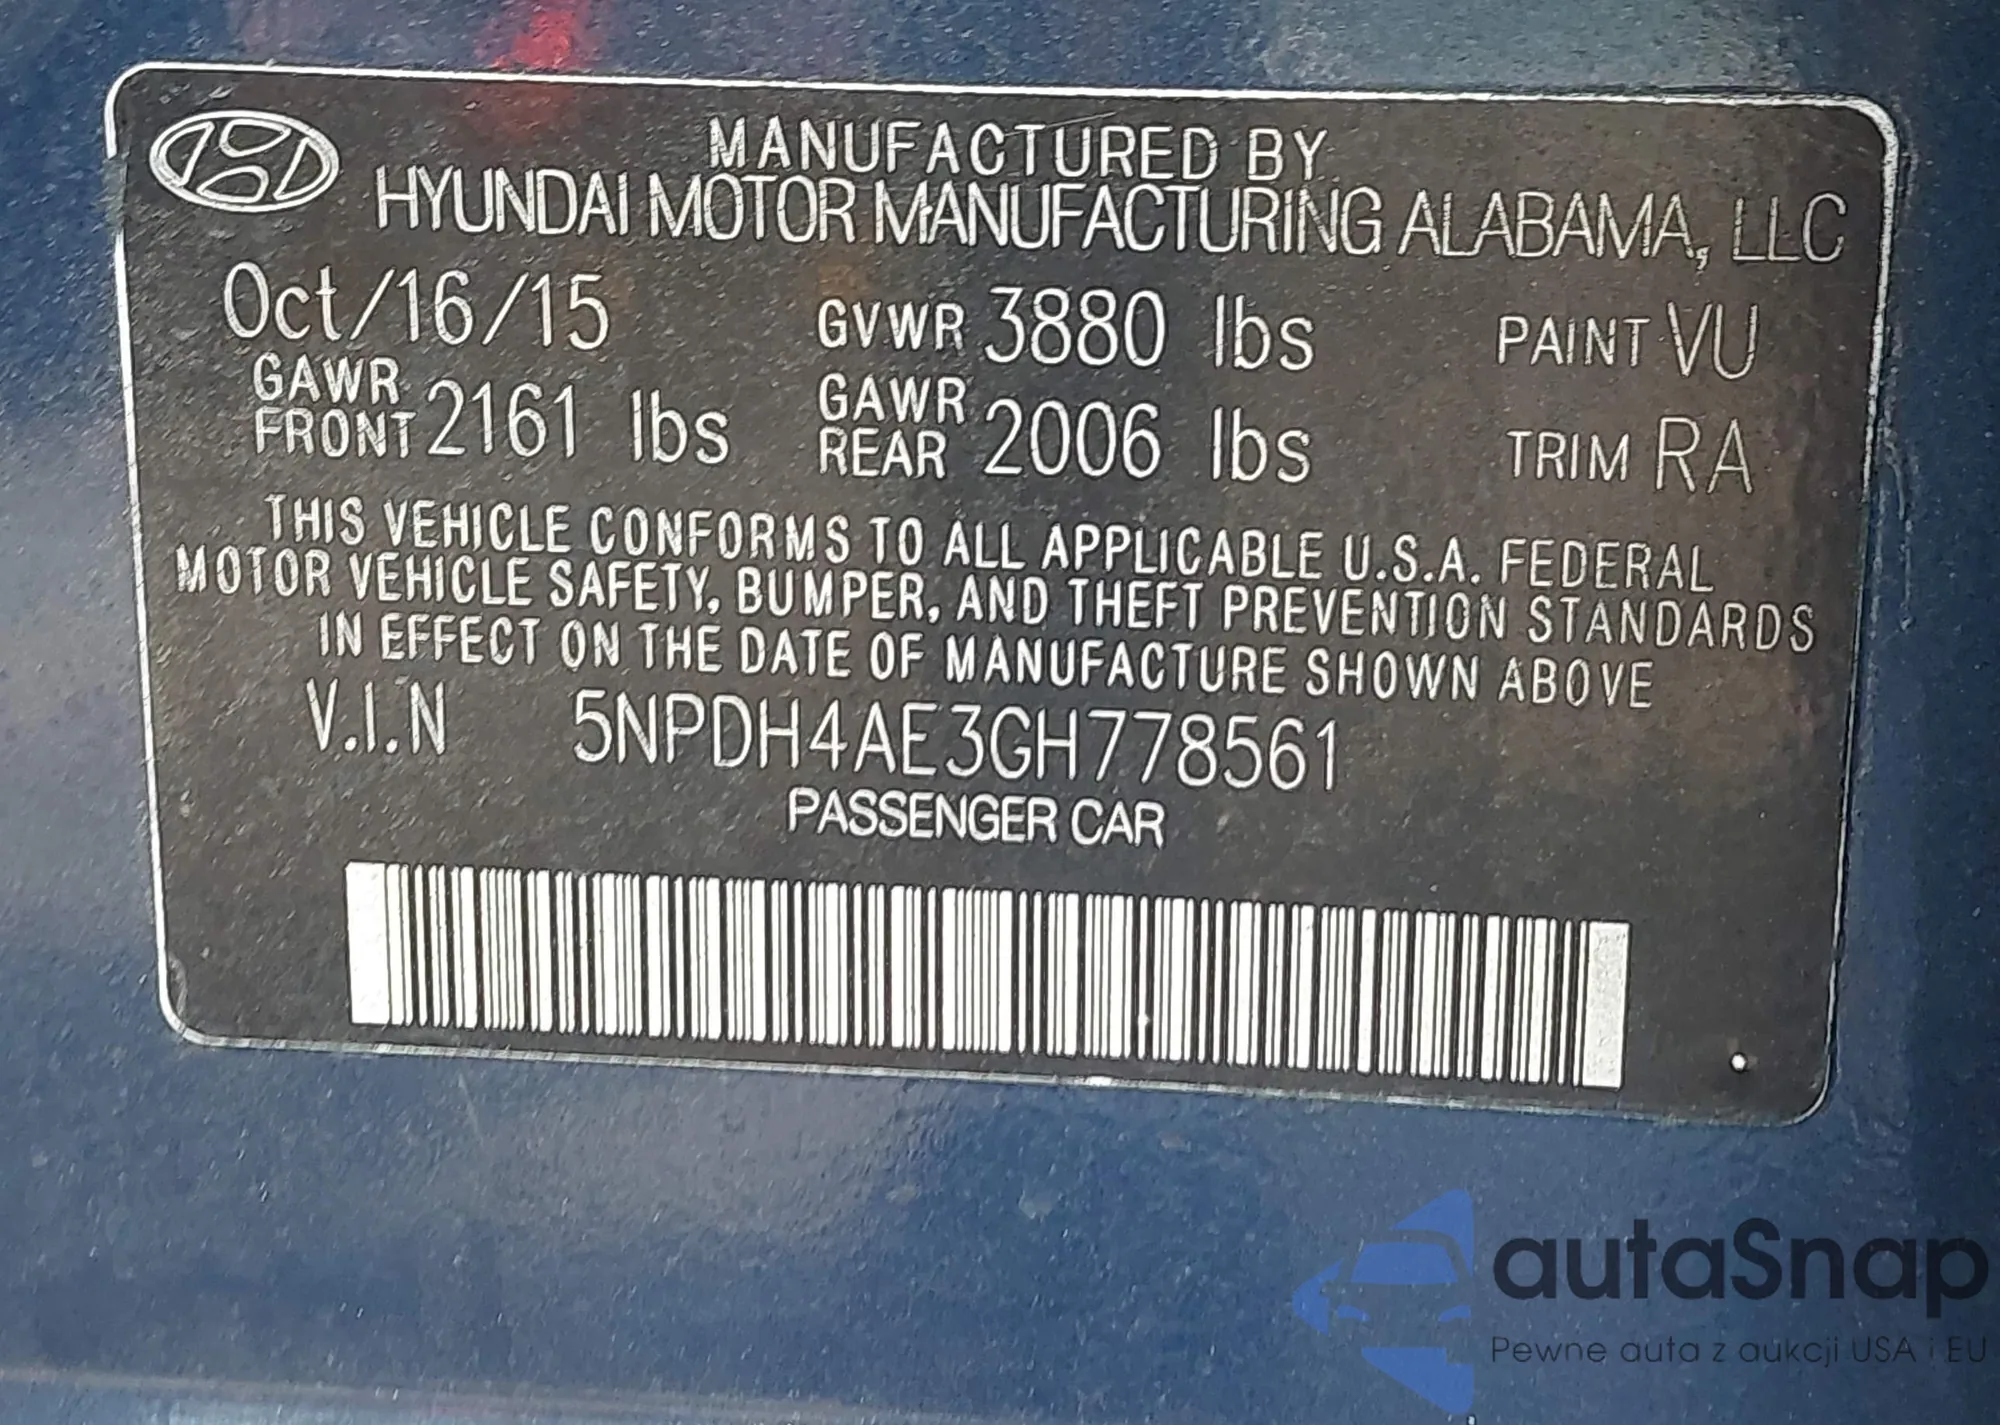 MANUFACTURED BY
HYUNDAI MOTOR MANUFACTURING ALABAMA, LLC
Oct/16/15 GVWR 3880 lbs PAINT VU
GAWR FRONT 2161 lbs GAWR REAR 2006 lbs TRIM RA
THIS VEHICLE CONFORMS TO ALL APPLICABLE U.S.A. FEDERAL
MOTOR VEHICLE SAFETY, BUMPER, AND THEFT PREVENTION STANDARDS
IN EFFECT ON THE DATE OF MANUFACTURE SHOWN ABOVE
V.I.N 5NPDH4AE3GH778561
PASSENGER CAR
autaSnap
Pewne auta z aukcji USA i EU